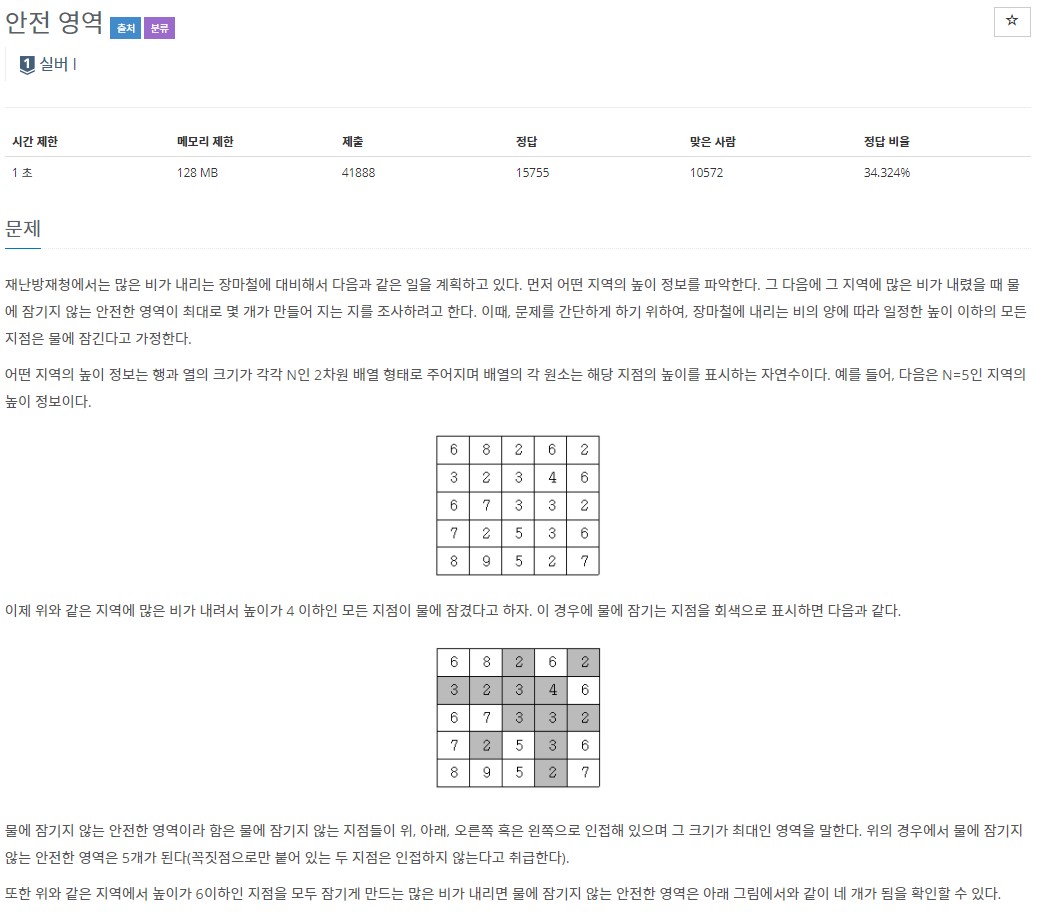 안전 영역 출처 분류
☆
1 실버 I
시간 제한 메모리 제한 제출 정답 맞은 사람 정답 비율
1 초 128 MB 41888 15755 10572 34.324%
문제
재난방재청에서는 많은 비가 내리는 장마철에 대비해서 다음과 같은 일을 계획하고 있다. 먼저 어떤 지역의 높이 정보를 파악한다. 그 다음에 그 지역에 많은 비가 내렸을 때 물
에 잠기지 않는 안전한 영역이 최대로 몇 개가 만들어 지는 지를 조사하려고 한다. 이때, 문제를 간단하게 하기 위하여, 장마철에 내리는 비의 양에 따라 일정한 높이 이하의 모든
지점은 물에 잠긴다고 가정한다.
어떤 지역의 높이 정보는 행과 열의 크기가 각각 N인 2차원 배열 형태로 주어지며 배열의 각 원소는 해당 지점의 높이를 표시하는 자연수이다. 예를 들어, 다음은 N=5인 지역의
높이 정보이다.
6 8 2 6 2
3 2 3 4 6
6 7 3 3 2
7 2 5 3 6
8 9 5 2 7
이제 위와 같은 지역에 많은 비가 내려서 높이가 4 이하인 모든 지점이 물에 잠겼다고 하자. 이 경우에 물에 잠기는 지점을 회색으로 표시하면 다음과 같다.
6 8 2 6 2
3 2 3 4 6
6 7 3 3 2
7 2 5 3 6
8 9 5 2 7
물에 잠기지 않는 안전한 영역이라 함은 물에 잠기지 않는 지점들이 위, 아래, 오른쪽 혹은 왼쪽으로 인접해 있으며 그 크기가 최대인 영역을 말한다. 위의 경우에서 물에 잠기지
않는 안전한 영역은 5개가 된다(꼭짓점으로만 붙어 있는 두 지점은 인접하지 않는다고 취급한다).
또한 위와 같은 지역에서 높이가 6이하인 지점을 모두 잠기게 만드는 많은 비가 내리면 물에 잠기지 않는 안전한 영역은 아래 그림에서와 같이 네 개가 됨을 확인할 수 있다.